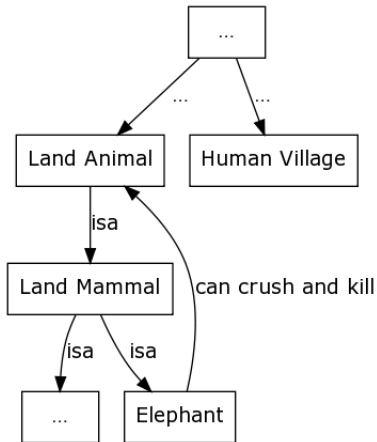 ...
...
...
Land Animal
Human Village
isa
Land Mammal
can crush and kill
isa
isa
...
Elephant